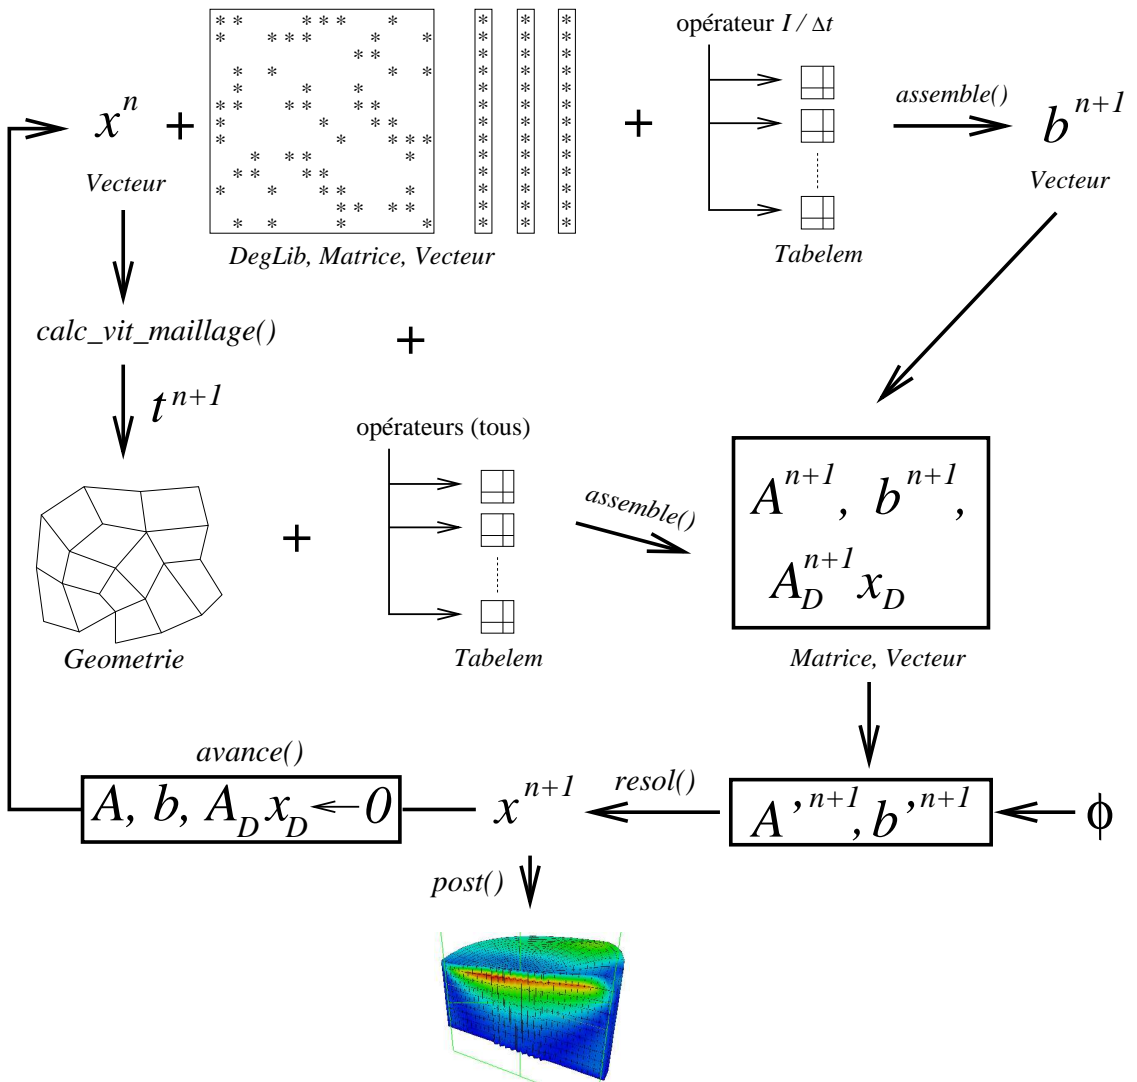 opérateur I / Δt
assemble()
x^n + + b^{n+1}
Vecteur
Vecteur
DegLib, Matrice, Vecteur
Tabelem
calc_vit_maillage()
+
t^{n+1}
opérateurs (tous)
+
assemble()
A^{n+1}, b^{n+1},
A_D^{n+1} x_D
Geometrie
Tabelem
Matrice, Vecteur
avance()
resol()
A, b, A_D x_D ← 0
x^{n+1}
A'^{n+1}, b'^{n+1}
ϕ
post()